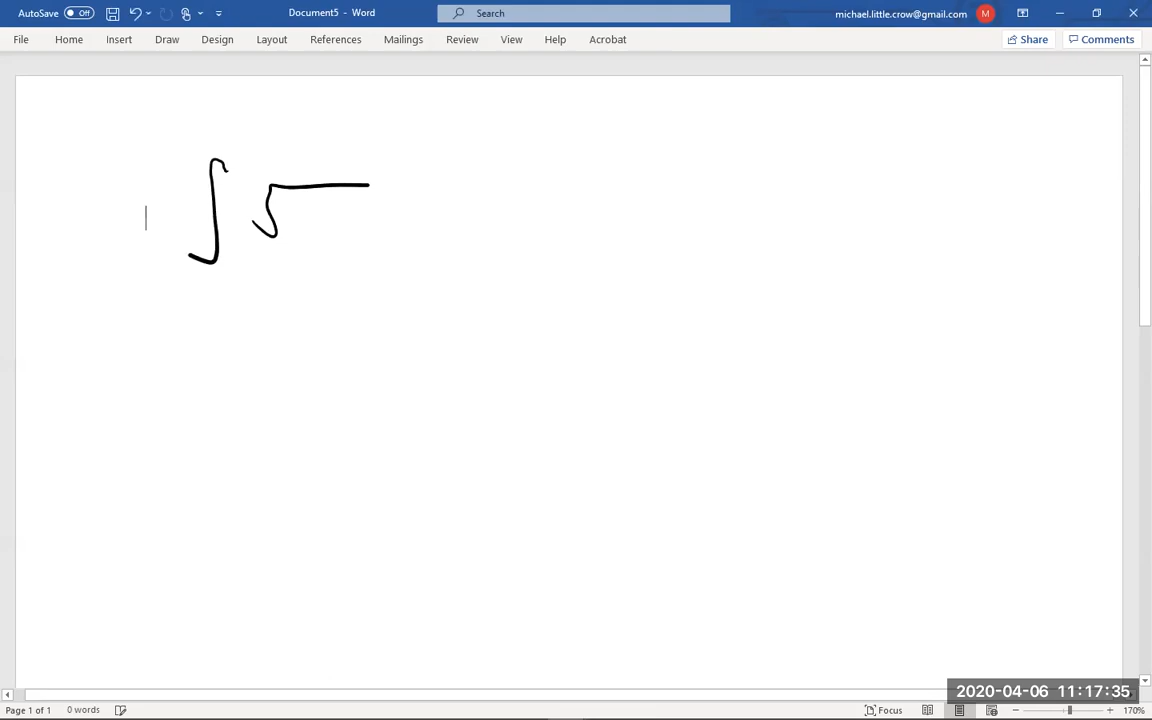 AutoSave Off Document5 - Word Search michael.little.crow@gmail.com M
File Home Insert Draw Design Layout References Mailings Review View Help Acrobat Share Comments
∫ √
2020-04-06 11:17:35
Page 1 of 1 0 words Focus 170%